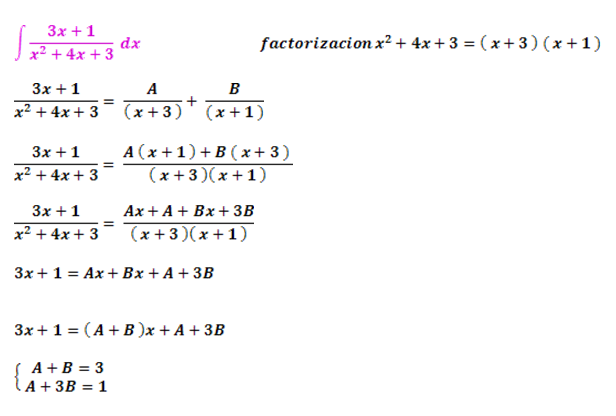 ∫ (3x + 1)/(x² + 4x + 3) dx factorizacion x² + 4x + 3 = ( x + 3 ) ( x + 1 )
(3x + 1)/(x² + 4x + 3) = A/( x + 3 ) + B/( x + 1 )
(3x + 1)/(x² + 4x + 3) = (A ( x + 1 ) + B ( x + 3 ))/(( x + 3 )( x + 1 ))
(3x + 1)/(x² + 4x + 3) = (Ax + A + Bx + 3B)/(( x + 3 )( x + 1 ))
3x + 1 = Ax + Bx + A + 3B
3x + 1 = ( A + B )x + A + 3B
{ A + B = 3
A + 3B = 1